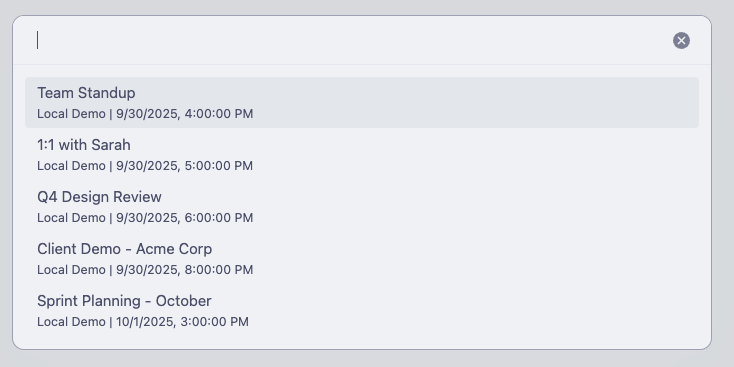 Team Standup
Local Demo | 9/30/2025, 4:00:00 PM
1:1 with Sarah
Local Demo | 9/30/2025, 5:00:00 PM
Q4 Design Review
Local Demo | 9/30/2025, 6:00:00 PM
Client Demo - Acme Corp
Local Demo | 9/30/2025, 8:00:00 PM
Sprint Planning - October
Local Demo | 10/1/2025, 3:00:00 PM